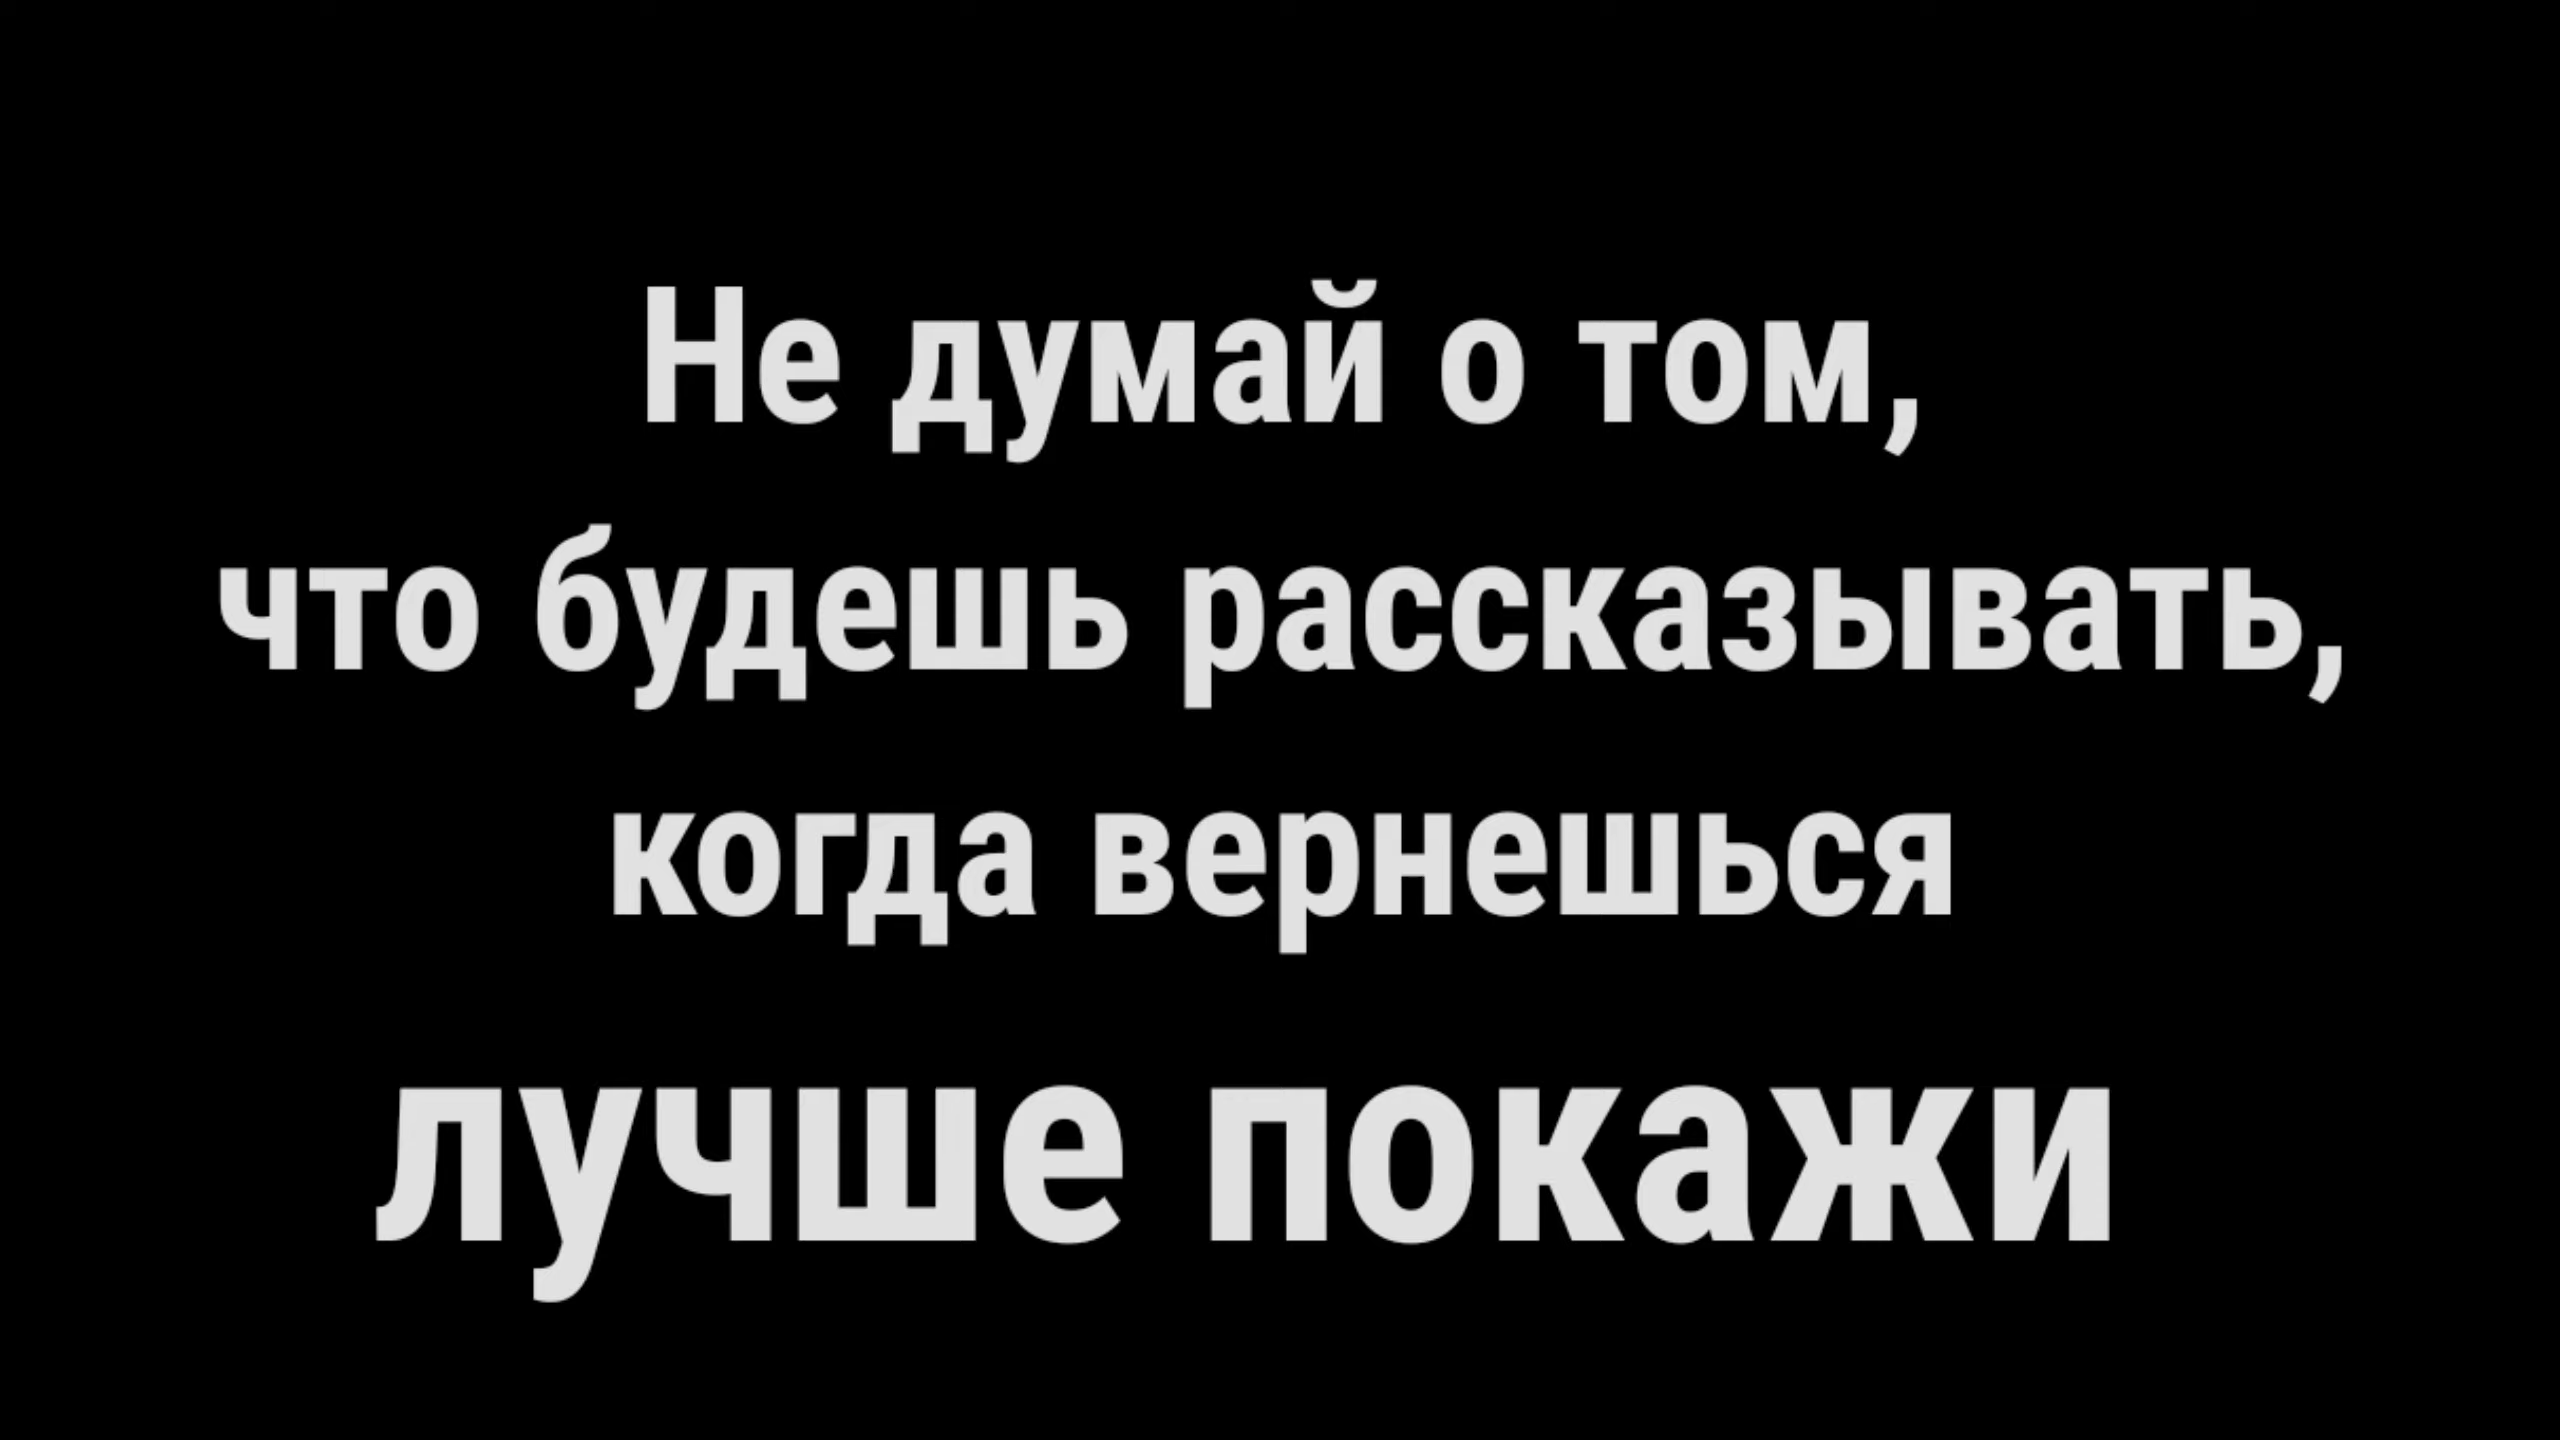 Не думай о том,
что будешь рассказывать,
когда вернешься
лучше покажи